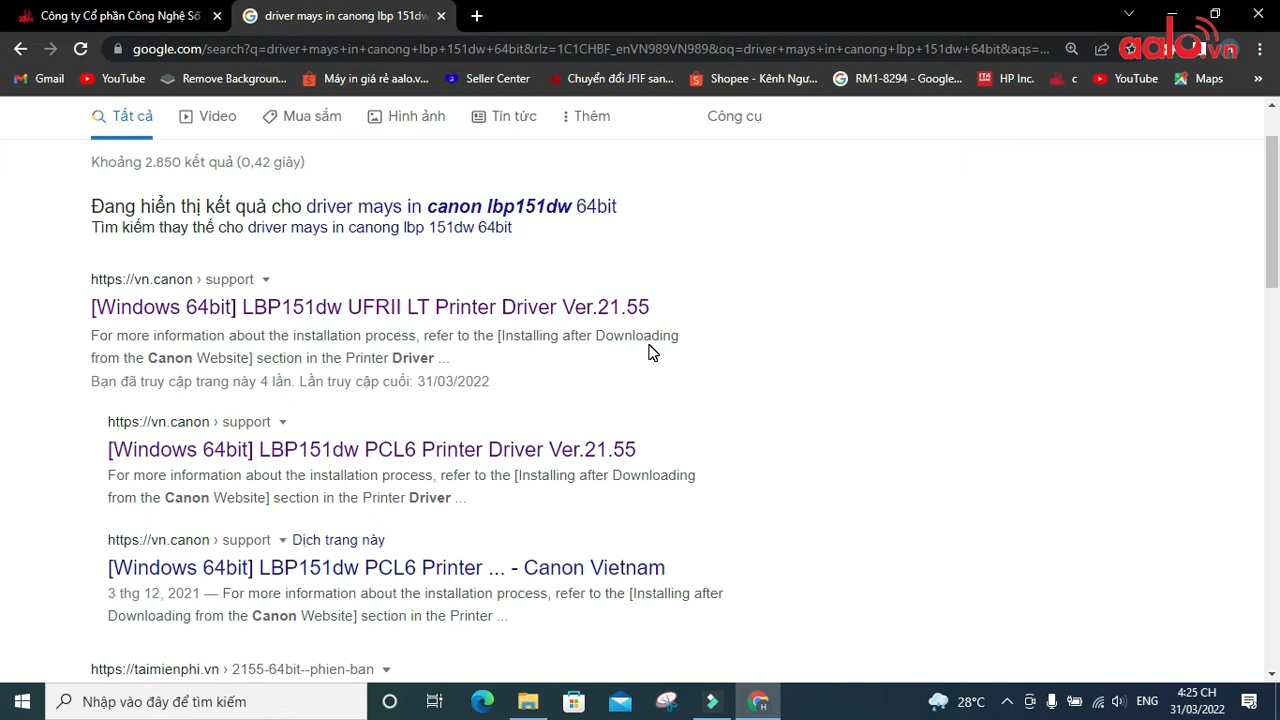 Công ty Cổ phần Công Nghệ Số
driver mays in canong lbp 151dw
google.com/search?q=driver+mays+in+canong+lbp+151dw+64bit&rlz=1C1CHBF_enVN989VN989&oq=driver+mays+in+canong+lbp+151dw+64bit&aqs=...
aalo.vn
Gmail
YouTube
Remove Backgroun...
Máy in giá rẻ aalo.v...
Seller Center
Chuyển đổi JFIF san...
Shopee - Kênh Ngư...
RM1-8294 - Google...
HP Inc.
c
YouTube
Maps
Tất cả
Video
Mua sắm
Hình ảnh
Tin tức
Thêm
Công cụ
Khoảng 2.850 kết quả (0,42 giây)
Đang hiển thị kết quả cho driver mays in canon lbp151dw 64bit
Tìm kiếm thay thế cho driver mays in canong lbp 151dw 64bit
https://vn.canon › support
[Windows 64bit] LBP151dw UFRII LT Printer Driver Ver.21.55
For more information about the installation process, refer to the [Installing after Downloading
from the Canon Website] section in the Printer Driver ...
Bạn đã truy cập trang này 4 lần. Lần truy cập cuối: 31/03/2022
https://vn.canon › support
[Windows 64bit] LBP151dw PCL6 Printer Driver Ver.21.55
For more information about the installation process, refer to the [Installing after Downloading
from the Canon Website] section in the Printer Driver ...
https://vn.canon › support Dịch trang này
[Windows 64bit] LBP151dw PCL6 Printer ... - Canon Vietnam
3 thg 12, 2021 — For more information about the installation process, refer to the [Installing after
Downloading from the Canon Website] section in the Printer ...
https://taimienphi.vn › 2155-64bit--phien-ban
Nhập vào đây để tìm kiếm
28°C
ENG
4:25 CH
31/03/2022